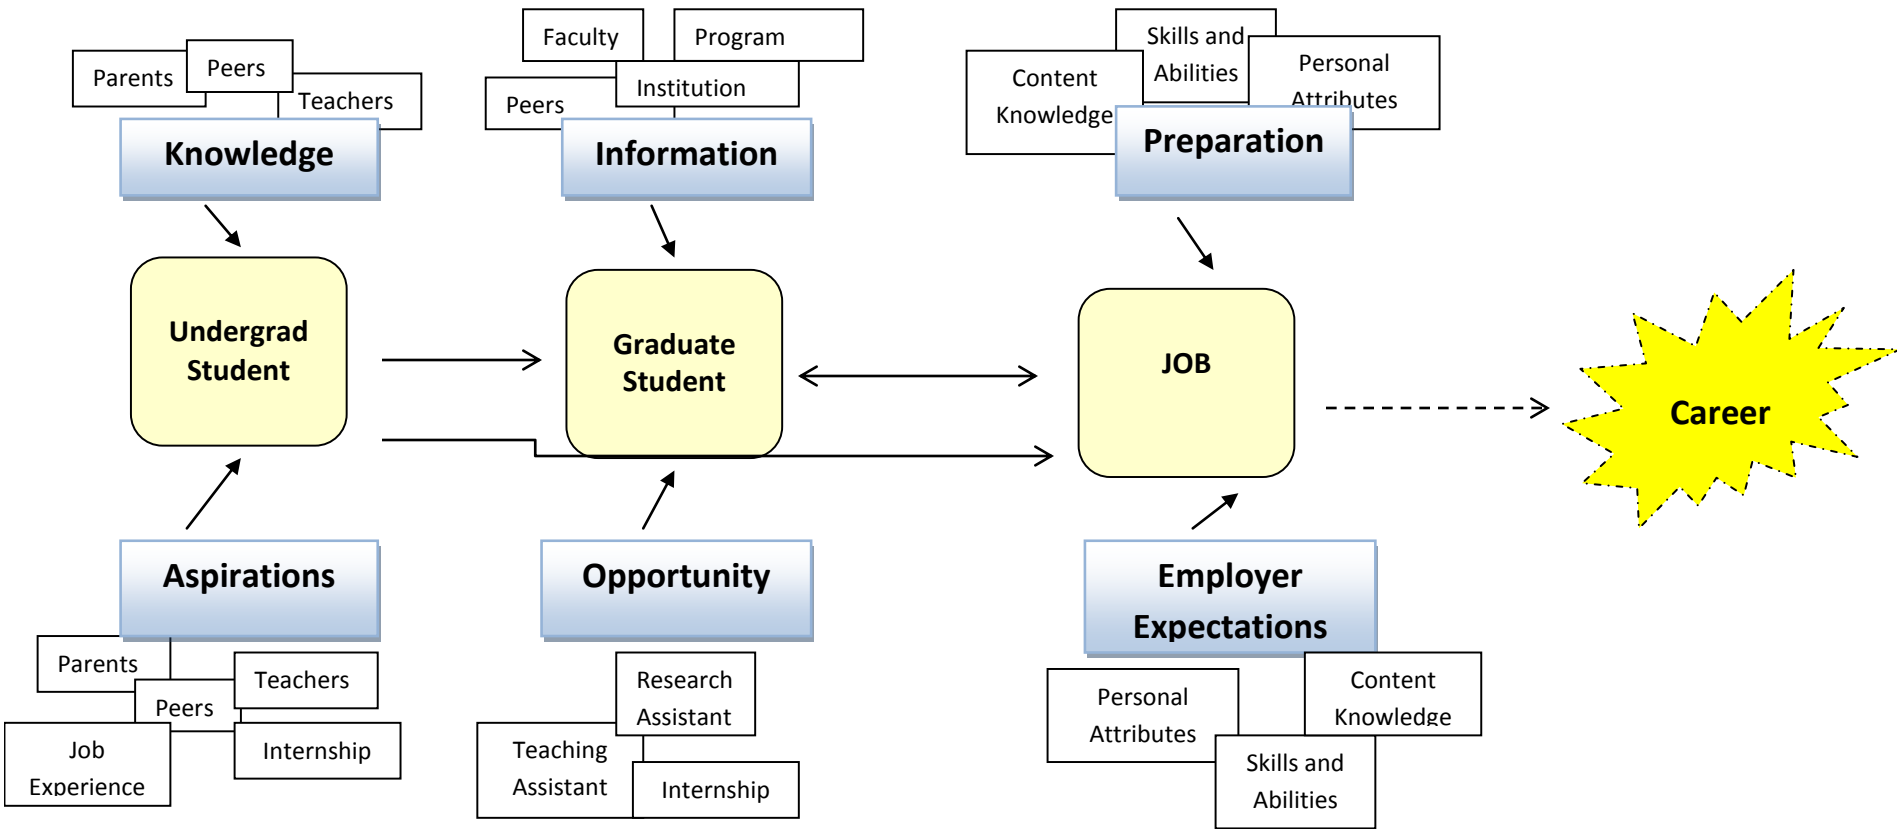 Parents
Peers
Teachers
Knowledge
Faculty
Program
Institution
Peers
Information
Skills and
Abilities
Content
Knowledge
Personal
Attributes
Preparation
Undergrad
Student
Graduate
Student
JOB
Career
Aspirations
Parents
Teachers
Peers
Job
Experience
Internship
Opportunity
Research
Assistant
Teaching
Assistant
Internship
Employer
Expectations
Personal
Attributes
Content
Knowledge
Skills and
Abilities